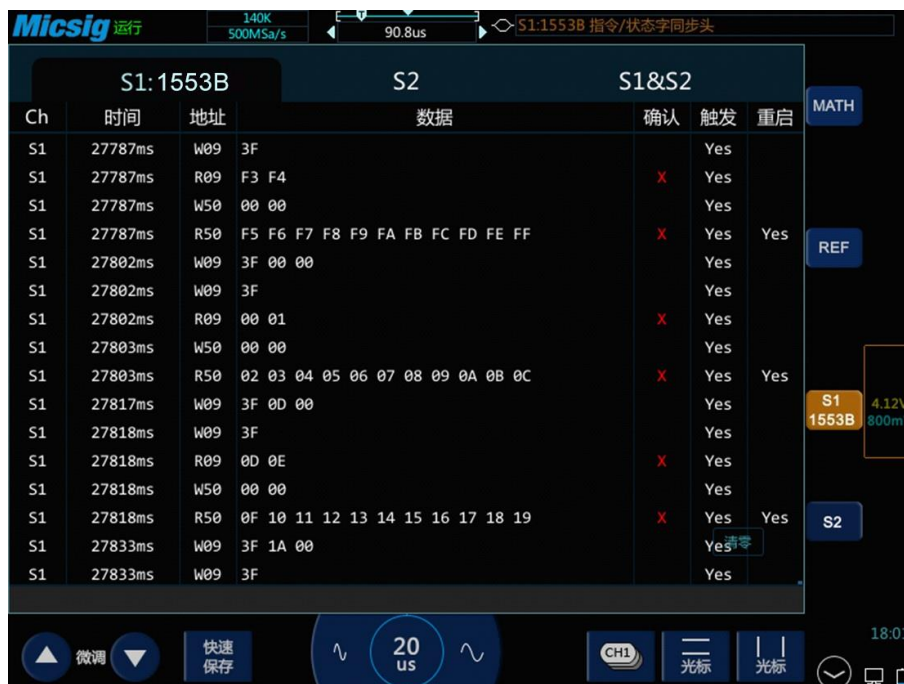 Micsig 运行 140K 500MSa/s T 90.8us S1:1553B 指令/状态字同步头
S1:1553B S2 S1&S2
Ch 时间 地址 数据 确认 触发 重启
S1 27787ms W09 3F Yes
S1 27787ms R09 F3 F4 X Yes
S1 27787ms W50 00 00 Yes
S1 27787ms R50 F5 F6 F7 F8 F9 FA FB FC FD FE FF X Yes Yes
S1 27802ms W09 3F 00 00 Yes
S1 27802ms W09 3F Yes
S1 27802ms R09 00 01 X Yes
S1 27803ms W50 00 00 Yes
S1 27803ms R50 02 03 04 05 06 07 08 09 0A 0B 0C X Yes Yes
S1 27817ms W09 3F 0D 00 Yes
S1 27818ms W09 3F Yes
S1 27818ms R09 0D 0E X Yes
S1 27818ms W50 00 00 Yes
S1 27818ms R50 0F 10 11 12 13 14 15 16 17 18 19 X Yes Yes
S1 27833ms W09 3F 1A 00 Yes
清零
S1 27833ms W09 3F Yes
MATH
REF
S1
1553B
4.12V
800m
S2
微调
快速
保存
20
us
CH1
光标
光标
18:01